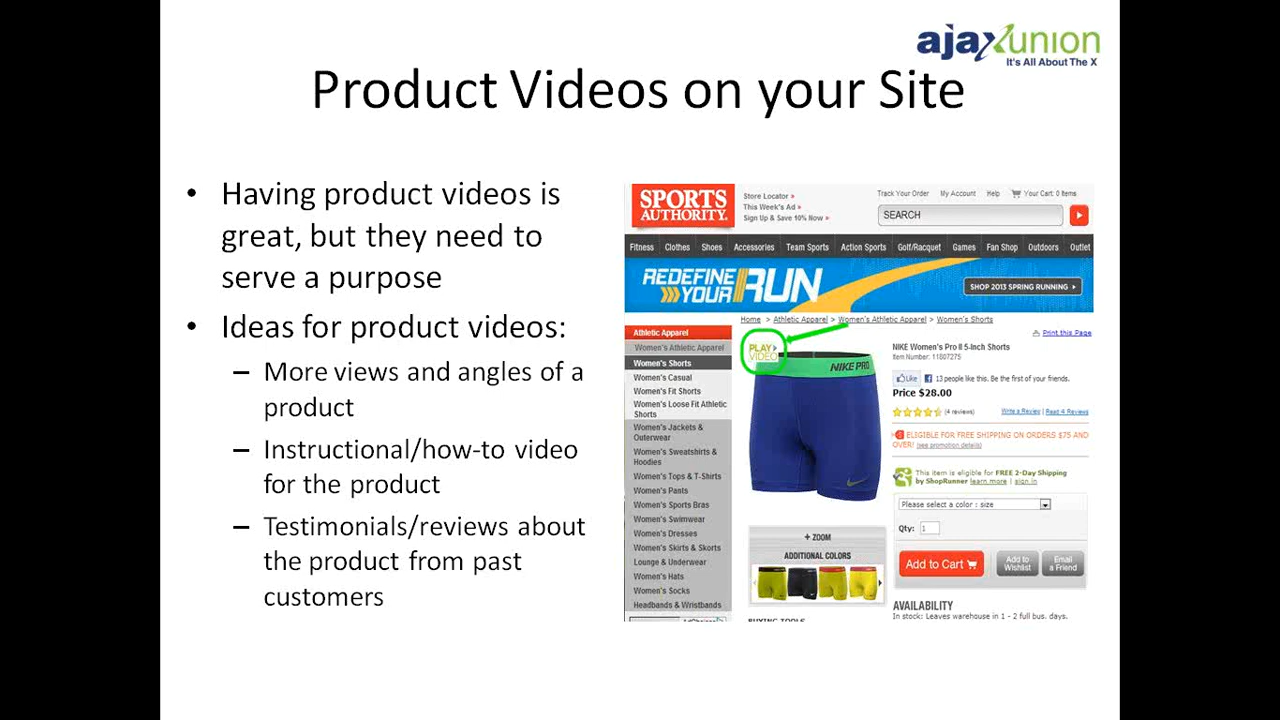 ajaxunion
It's All About The X
Product Videos on your Site
• Having product videos is
great, but they need to
serve a purpose
• Ideas for product videos:
– More views and angles of a
product
– Instructional/how-to video
for the product
– Testimonials/reviews about
the product from past
customers
SPORTS
AUTHORITY.
Store Locator »
This Week's Ad »
Sign Up & Save 10% Now »
Track Your Order My Account Help Your Cart: 0 Items
SEARCH
Fitness Clothes Shoes Accessories Team Sports Action Sports Golf/Racquet Games Fan Shop Outdoors Outlet
REDEFINE
YOUR RUN
SHOP 2013 SPRING RUNNING
Home > Athletic Apparel > Women's Athletic Apparel > Women's Shorts
Athletic Apparel
Women's Athletic Apparel
Women's Shorts
Women's Casual
Women's Fit Shorts
Women's Loose Fit Athletic
Shorts
Women's Jackets &
Outerwear
Women's Sweatshirts &
Hoodies
Women's Tops & T-Shirts
Women's Pants
Women's Sports Bras
Women's Swimwear
Women's Dresses
Women's Skirts & Skorts
Lounge & Underwear
Women's Hats
Women's Socks
Headbands & Wristbands
AdChoices
PLAY
VIDEO
NIKE PRO
+ ZOOM
ADDITIONAL COLORS
BUYING TOOLS
Print this Page
NIKE Women's Pro II 5-Inch Shorts
Item Number: 11807275
Like 13 people like this. Be the first of your friends.
Price $28.00
(4 reviews) Write a Review | Read 4 Reviews
ELIGIBLE FOR FREE SHIPPING ON ORDERS $75 AND
OVER! (see promotion details)
This item is eligible for FREE 2-Day Shipping
by ShopRunner learn more | sign in
Please select a color : size
Qty: 1
Add to Cart
Add to
Wishlist
Email
a Friend
AVAILABILITY
In stock: Leaves warehouse in 1 - 2 full bus. days.